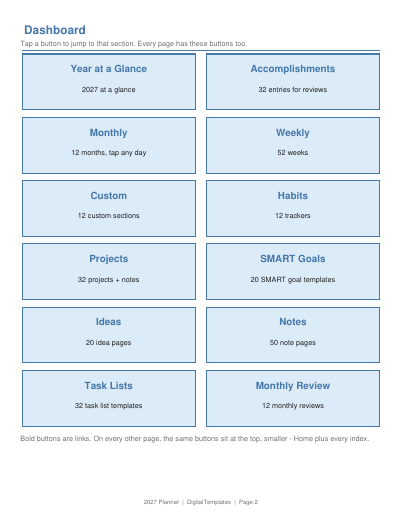 Dashboard
Tap a button to jump to that section. Every page has these buttons too.
Year at a Glance
2027 at a glance
Accomplishments
32 entries for reviews
Monthly
12 months, tap any day
Weekly
52 weeks
Custom
12 custom sections
Habits
12 trackers
Projects
32 projects + notes
SMART Goals
20 SMART goal templates
Ideas
20 idea pages
Notes
50 note pages
Task Lists
32 task list templates
Monthly Review
12 monthly reviews
Bold buttons are links. On every other page, the same buttons sit at the top, smaller - Home plus every index.
2027 Planner | DigitalTemplates | Page 2